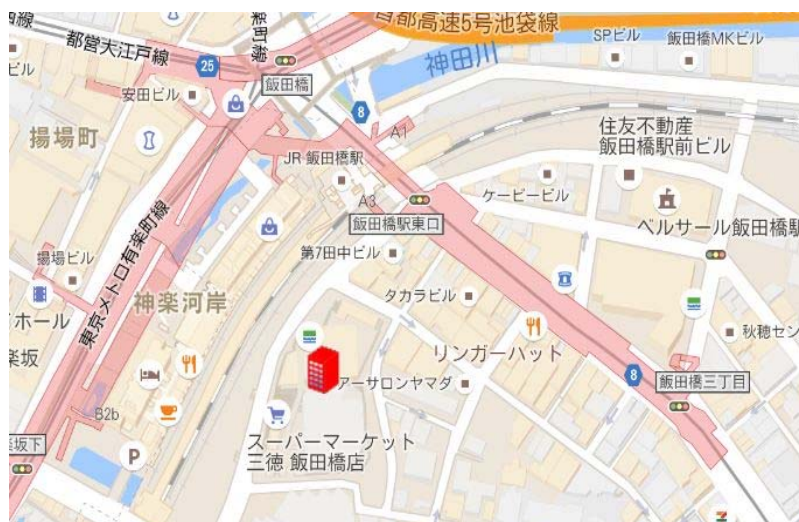 首都高速5号池袋線
都営大江戸線
楽町線
SPビル
飯田橋MKビル
25
飯田橋
神田川
ビル
安田ビル
8
揚場町
A1
住友不動産
飯田橋駅前ビル
JR 飯田橋駅
A3
ケービービル
飯田橋駅東口
ベルサール飯田橋駅
揚場ビル
東京メトロ有楽町線
第7田中ビル
神楽河岸
タカラビル
ホール
楽坂
リンガーハット
秋穂セン
アーサロンヤマダ
8
飯田橋三丁目
B2b
スーパーマーケット
三徳 飯田橋店
楽坂下
P
7